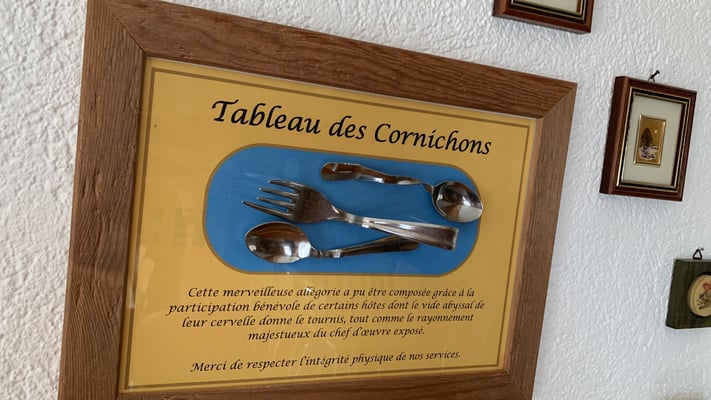 Tableau des Cornichons
Cette merveilleuse allégorie a pu être composée grâce à la
participation bénévole de certains hôtes dont le vide abyssal de
leur cervelle donne le tournis, tout comme le rayonnement
majestueux du chef d'œuvre exposé.
Merci de respecter l'intégrité physique de nos services.